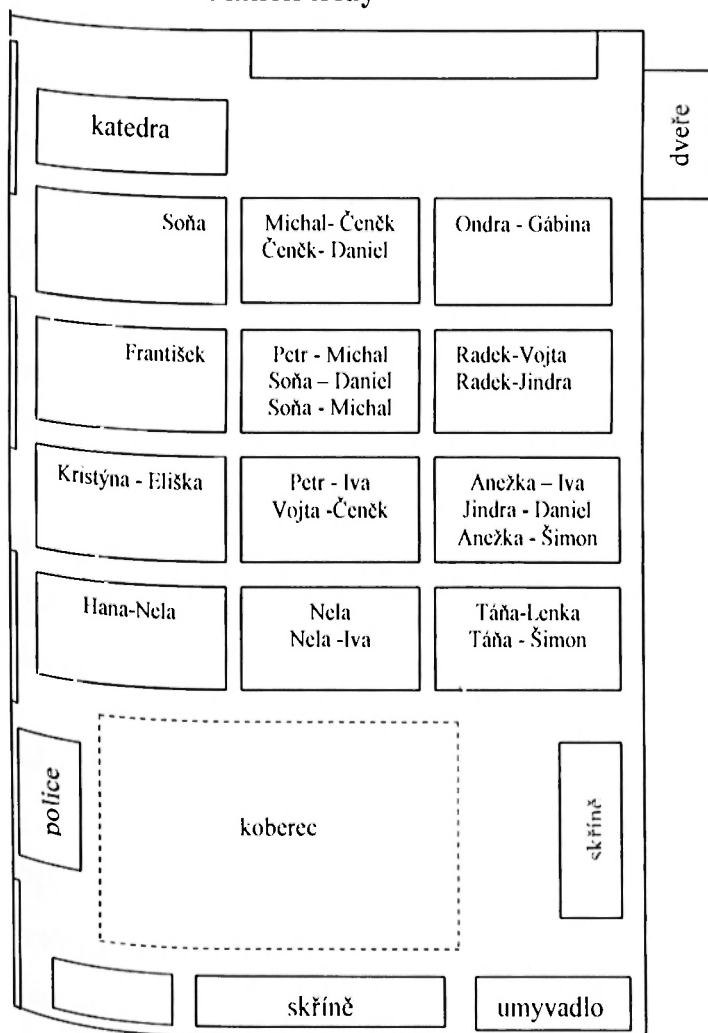 katedra
dveře
Soňa
Michal- Čeněk
Čeněk- Daniel
Ondra - Gábina
František
Petr - Michal
Soňa – Daniel
Soňa - Michal
Radek-Vojta
Radek-Jindra
Kristýna - Eliška
Petr - Iva
Vojta -Čeněk
Anežka – Iva
Jindra - Daniel
Anežka - Šimon
Hana-Nela
Nela
Nela -Iva
Táňa-Lenka
Táňa - Šimon
police
koberec
skříně
skříně
umyvadlo